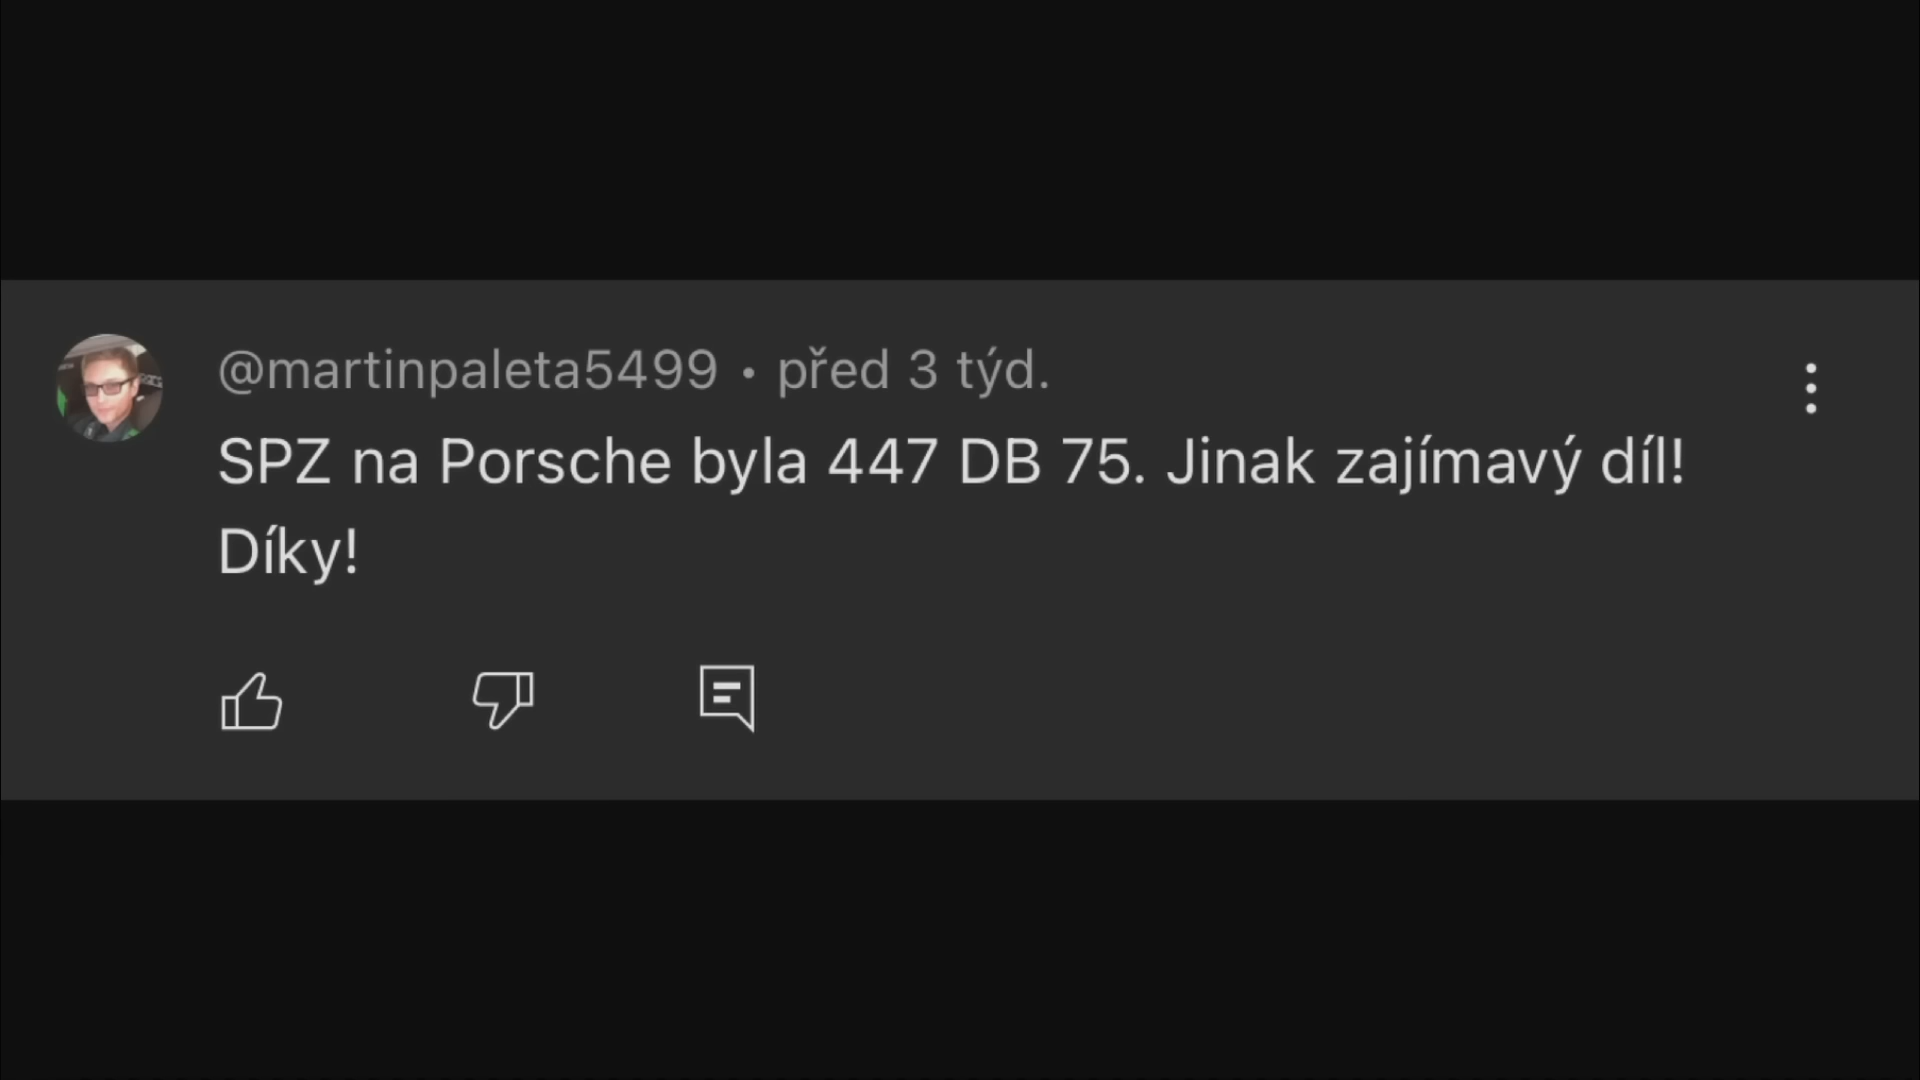 @martinpaleta5499 • před 3 týd.
SPZ na Porsche byla 447 DB 75. Jinak zajímavý díl!
Díky!